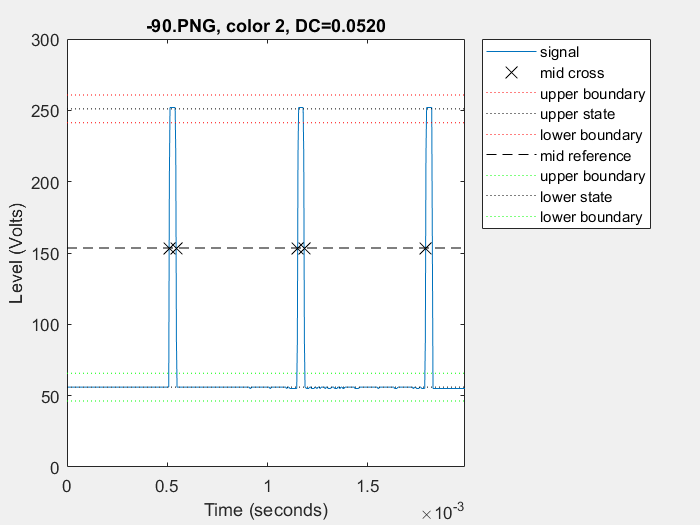 -90.PNG, color 2, DC=0.0520
300
250
200
150
100
50
0
Level (Volts)
0 0.5 1 1.5
Time (seconds)
×10-3
signal
mid cross
upper boundary
upper state
lower boundary
mid reference
upper boundary
lower state
lower boundary